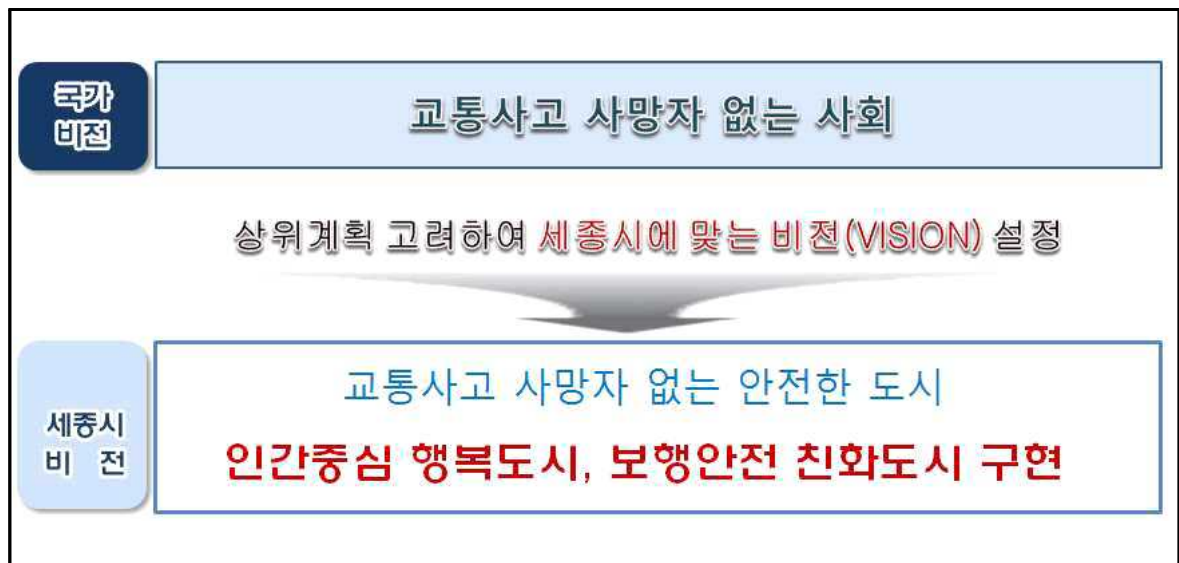 국가
비전
교통사고 사망자 없는 사회
상위계획 고려하여 세종시에 맞는 비전(VISION) 설정
세종시
비 전
교통사고 사망자 없는 안전한 도시
인간중심 행복도시, 보행안전 친화도시 구현